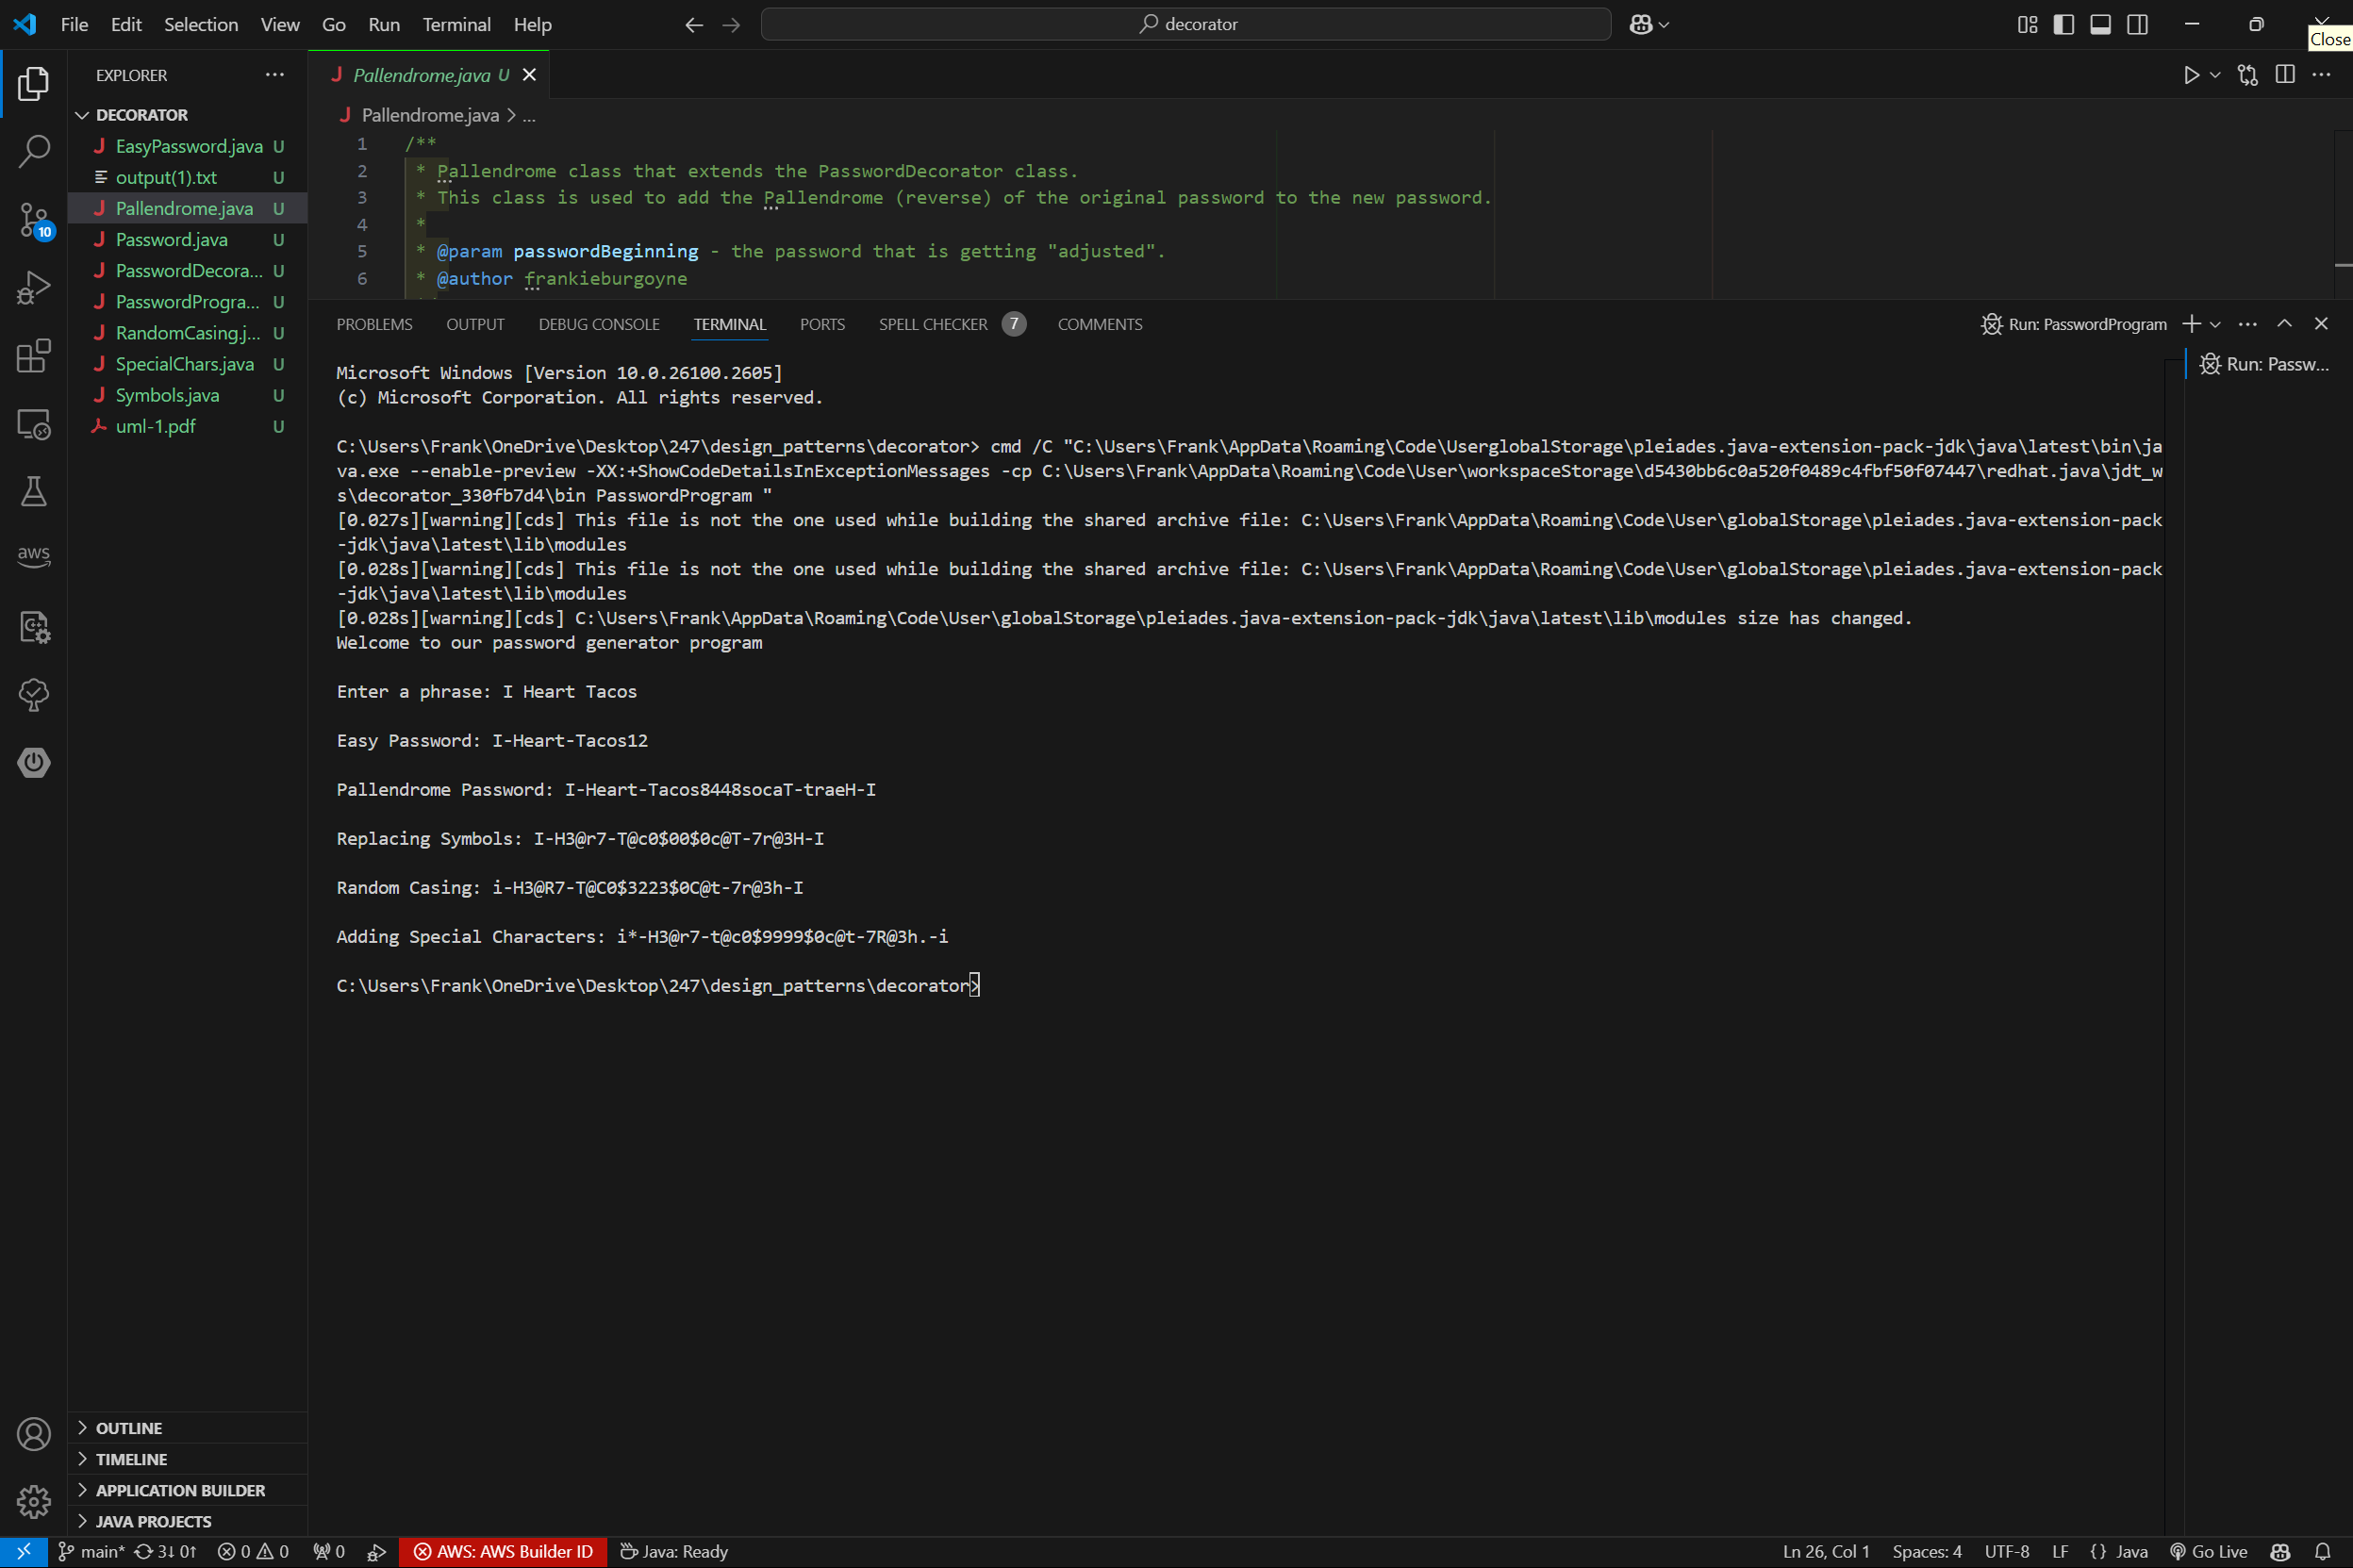 File Edit Selection View Go Run Terminal Help
decorator
Close
EXPLORER
DECORATOR
EasyPassword.java U
output(1).txt U
Pallendrome.java U
Password.java U
PasswordDecora... U
PasswordProgra... U
RandomCasing.j... U
SpecialChars.java U
Symbols.java U
uml-1.pdf U
10
aws
OUTLINE
TIMELINE
APPLICATION BUILDER
JAVA PROJECTS
Pallendrome.java U
Pallendrome.java > ...
1 /**
2 * Pallendrome class that extends the PasswordDecorator class.
3 * This class is used to add the Pallendrome (reverse) of the original password to the new password.
4 *
5 * @param passwordBeginning - the password that is getting "adjusted".
6 * @author frankieburgoyne
PROBLEMS OUTPUT DEBUG CONSOLE TERMINAL PORTS SPELL CHECKER 7 COMMENTS
Run: PasswordProgram
Run: Passw...
Microsoft Windows [Version 10.0.26100.2605]
(c) Microsoft Corporation. All rights reserved.
C:\Users\Frank\OneDrive\Desktop\247\design_patterns\decorator> cmd /C "C:\Users\Frank\AppData\Roaming\Code\UserglobalStorage\pleiades.java-extension-pack-jdk\java\latest\bin\ja
va.exe --enable-preview -XX:+ShowCodeDetailsInExceptionMessages -cp C:\Users\Frank\AppData\Roaming\Code\User\workspaceStorage\d5430bb6c0a520f0489c4fbf50f07447\redhat.java\jdt_w
s\decorator_330fb7d4\bin PasswordProgram "
[0.027s][warning][cds] This file is not the one used while building the shared archive file: C:\Users\Frank\AppData\Roaming\Code\User\globalStorage\pleiades.java-extension-pack
-jdk\java\latest\lib\modules
[0.028s][warning][cds] This file is not the one used while building the shared archive file: C:\Users\Frank\AppData\Roaming\Code\User\globalStorage\pleiades.java-extension-pack
-jdk\java\latest\lib\modules
[0.028s][warning][cds] C:\Users\Frank\AppData\Roaming\Code\User\globalStorage\pleiades.java-extension-pack-jdk\java\latest\lib\modules size has changed.
Welcome to our password generator program
Enter a phrase: I Heart Tacos
Easy Password: I-Heart-Tacos12
Pallendrome Password: I-Heart-Tacos8448socaT-traeH-I
Replacing Symbols: I-H3@r7-T@c0$00$0c@T-7r@3H-I
Random Casing: i-H3@R7-T@C0$3223$0C@t-7r@3h-I
Adding Special Characters: i*-H3@r7-t@c0$9999$0c@t-7R@3h.-i
C:\Users\Frank\OneDrive\Desktop\247\design_patterns\decorator>
main* 3↓ 0↑ 0 0 0 AWS: AWS Builder ID Java: Ready
Ln 26, Col 1 Spaces: 4 UTF-8 LF {} Java Go Live